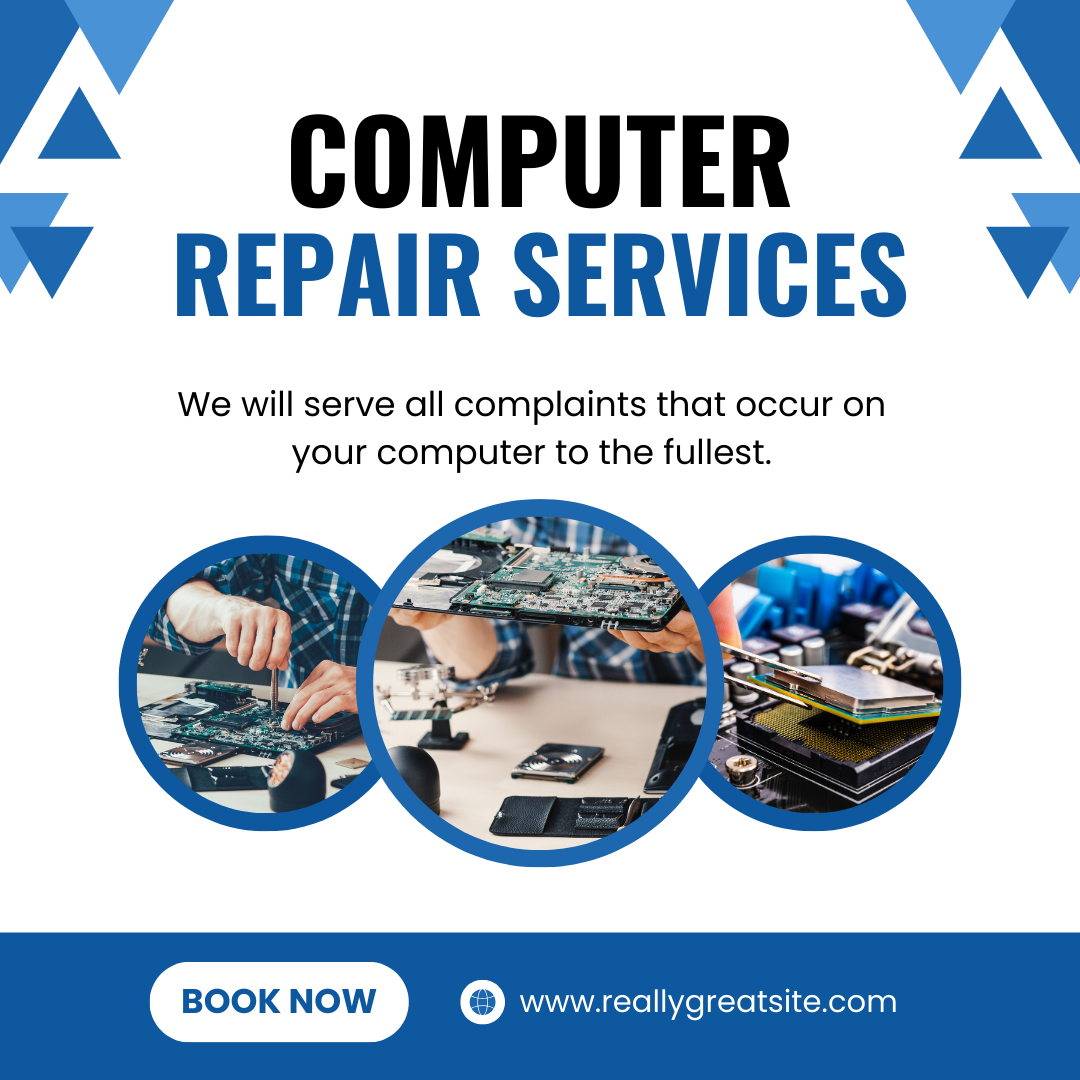 COMPUTER
REPAIR SERVICES
We will serve all complaints that occur on
your computer to the fullest.
BOOK NOW
www.reallygreatsite.com